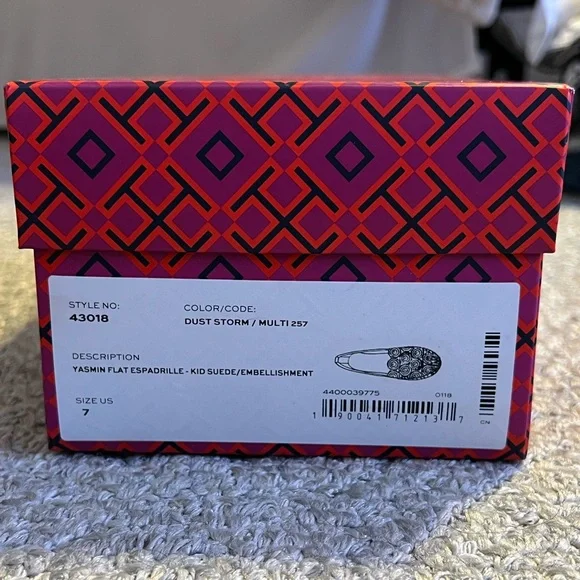 STYLE NO:
43018
COLOR/CODE:
DUST STORM / MULTI 257
DESCRIPTION
YASMIN FLAT ESPADRILLE - KID SUEDE/EMBELLISHMENT
SIZE US
7
4400039775 0118
1 90041 71213 7
CN